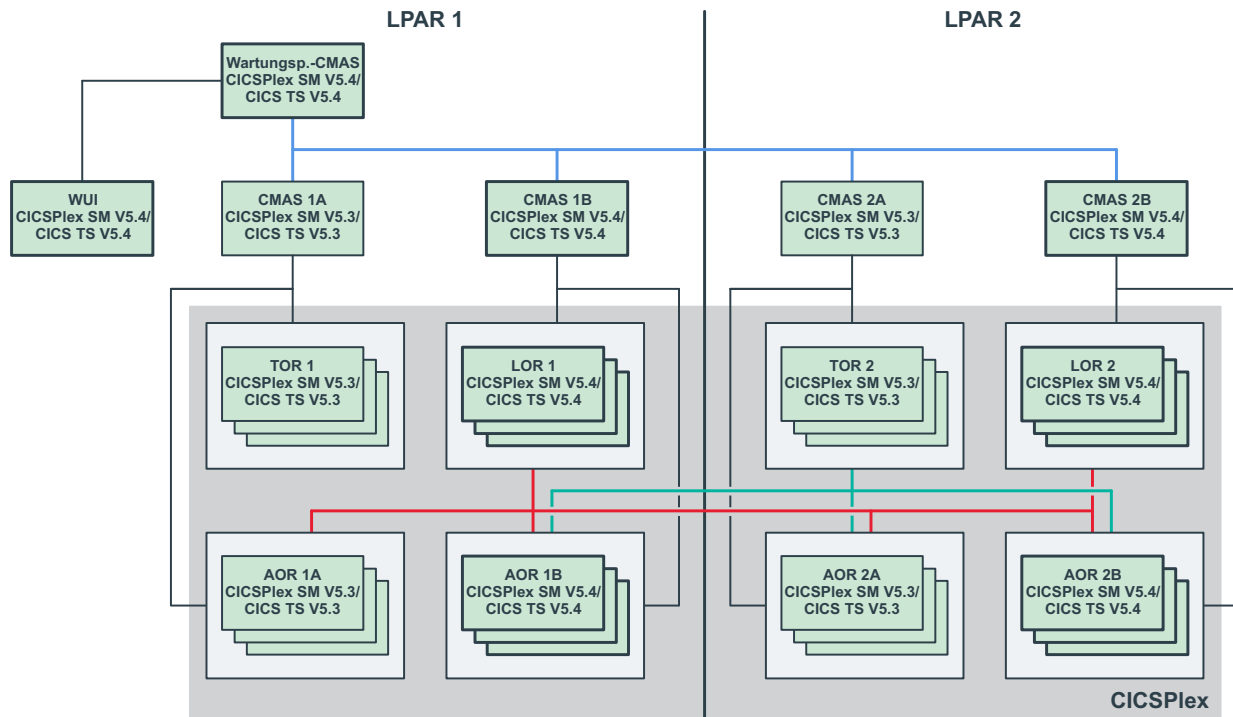 LPAR 1
LPAR 2
Wartungsp.-CMAS
CICSPlex SM V5.4/
CICS TS V5.4
WUI
CICSPlex SM V5.4/
CICS TS V5.4
CMAS 1A
CICSPlex SM V5.3/
CICS TS V5.3
CMAS 1B
CICSPlex SM V5.4/
CICS TS V5.4
CMAS 2A
CICSPlex SM V5.3/
CICS TS V5.3
CMAS 2B
CICSPlex SM V5.4/
CICS TS V5.4
TOR 1
CICSPlex SM V5.3/
CICS TS V5.3
LOR 1
CICSPlex SM V5.4/
CICS TS V5.4
TOR 2
CICSPlex SM V5.3/
CICS TS V5.3
LOR 2
CICSPlex SM V5.4/
CICS TS V5.4
AOR 1A
CICSPlex SM V5.3/
CICS TS V5.3
AOR 1B
CICSPlex SM V5.4/
CICS TS V5.4
AOR 2A
CICSPlex SM V5.3/
CICS TS V5.3
AOR 2B
CICSPlex SM V5.4/
CICS TS V5.4
CICSPlex